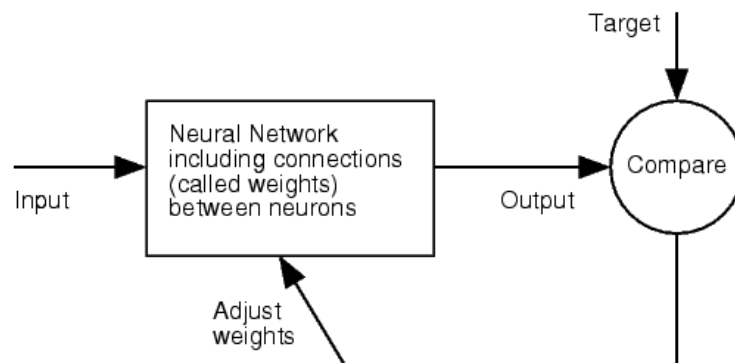 Target
Neural Network
including connections
(called weights)
between neurons
Compare
Input
Output
Adjust
weights